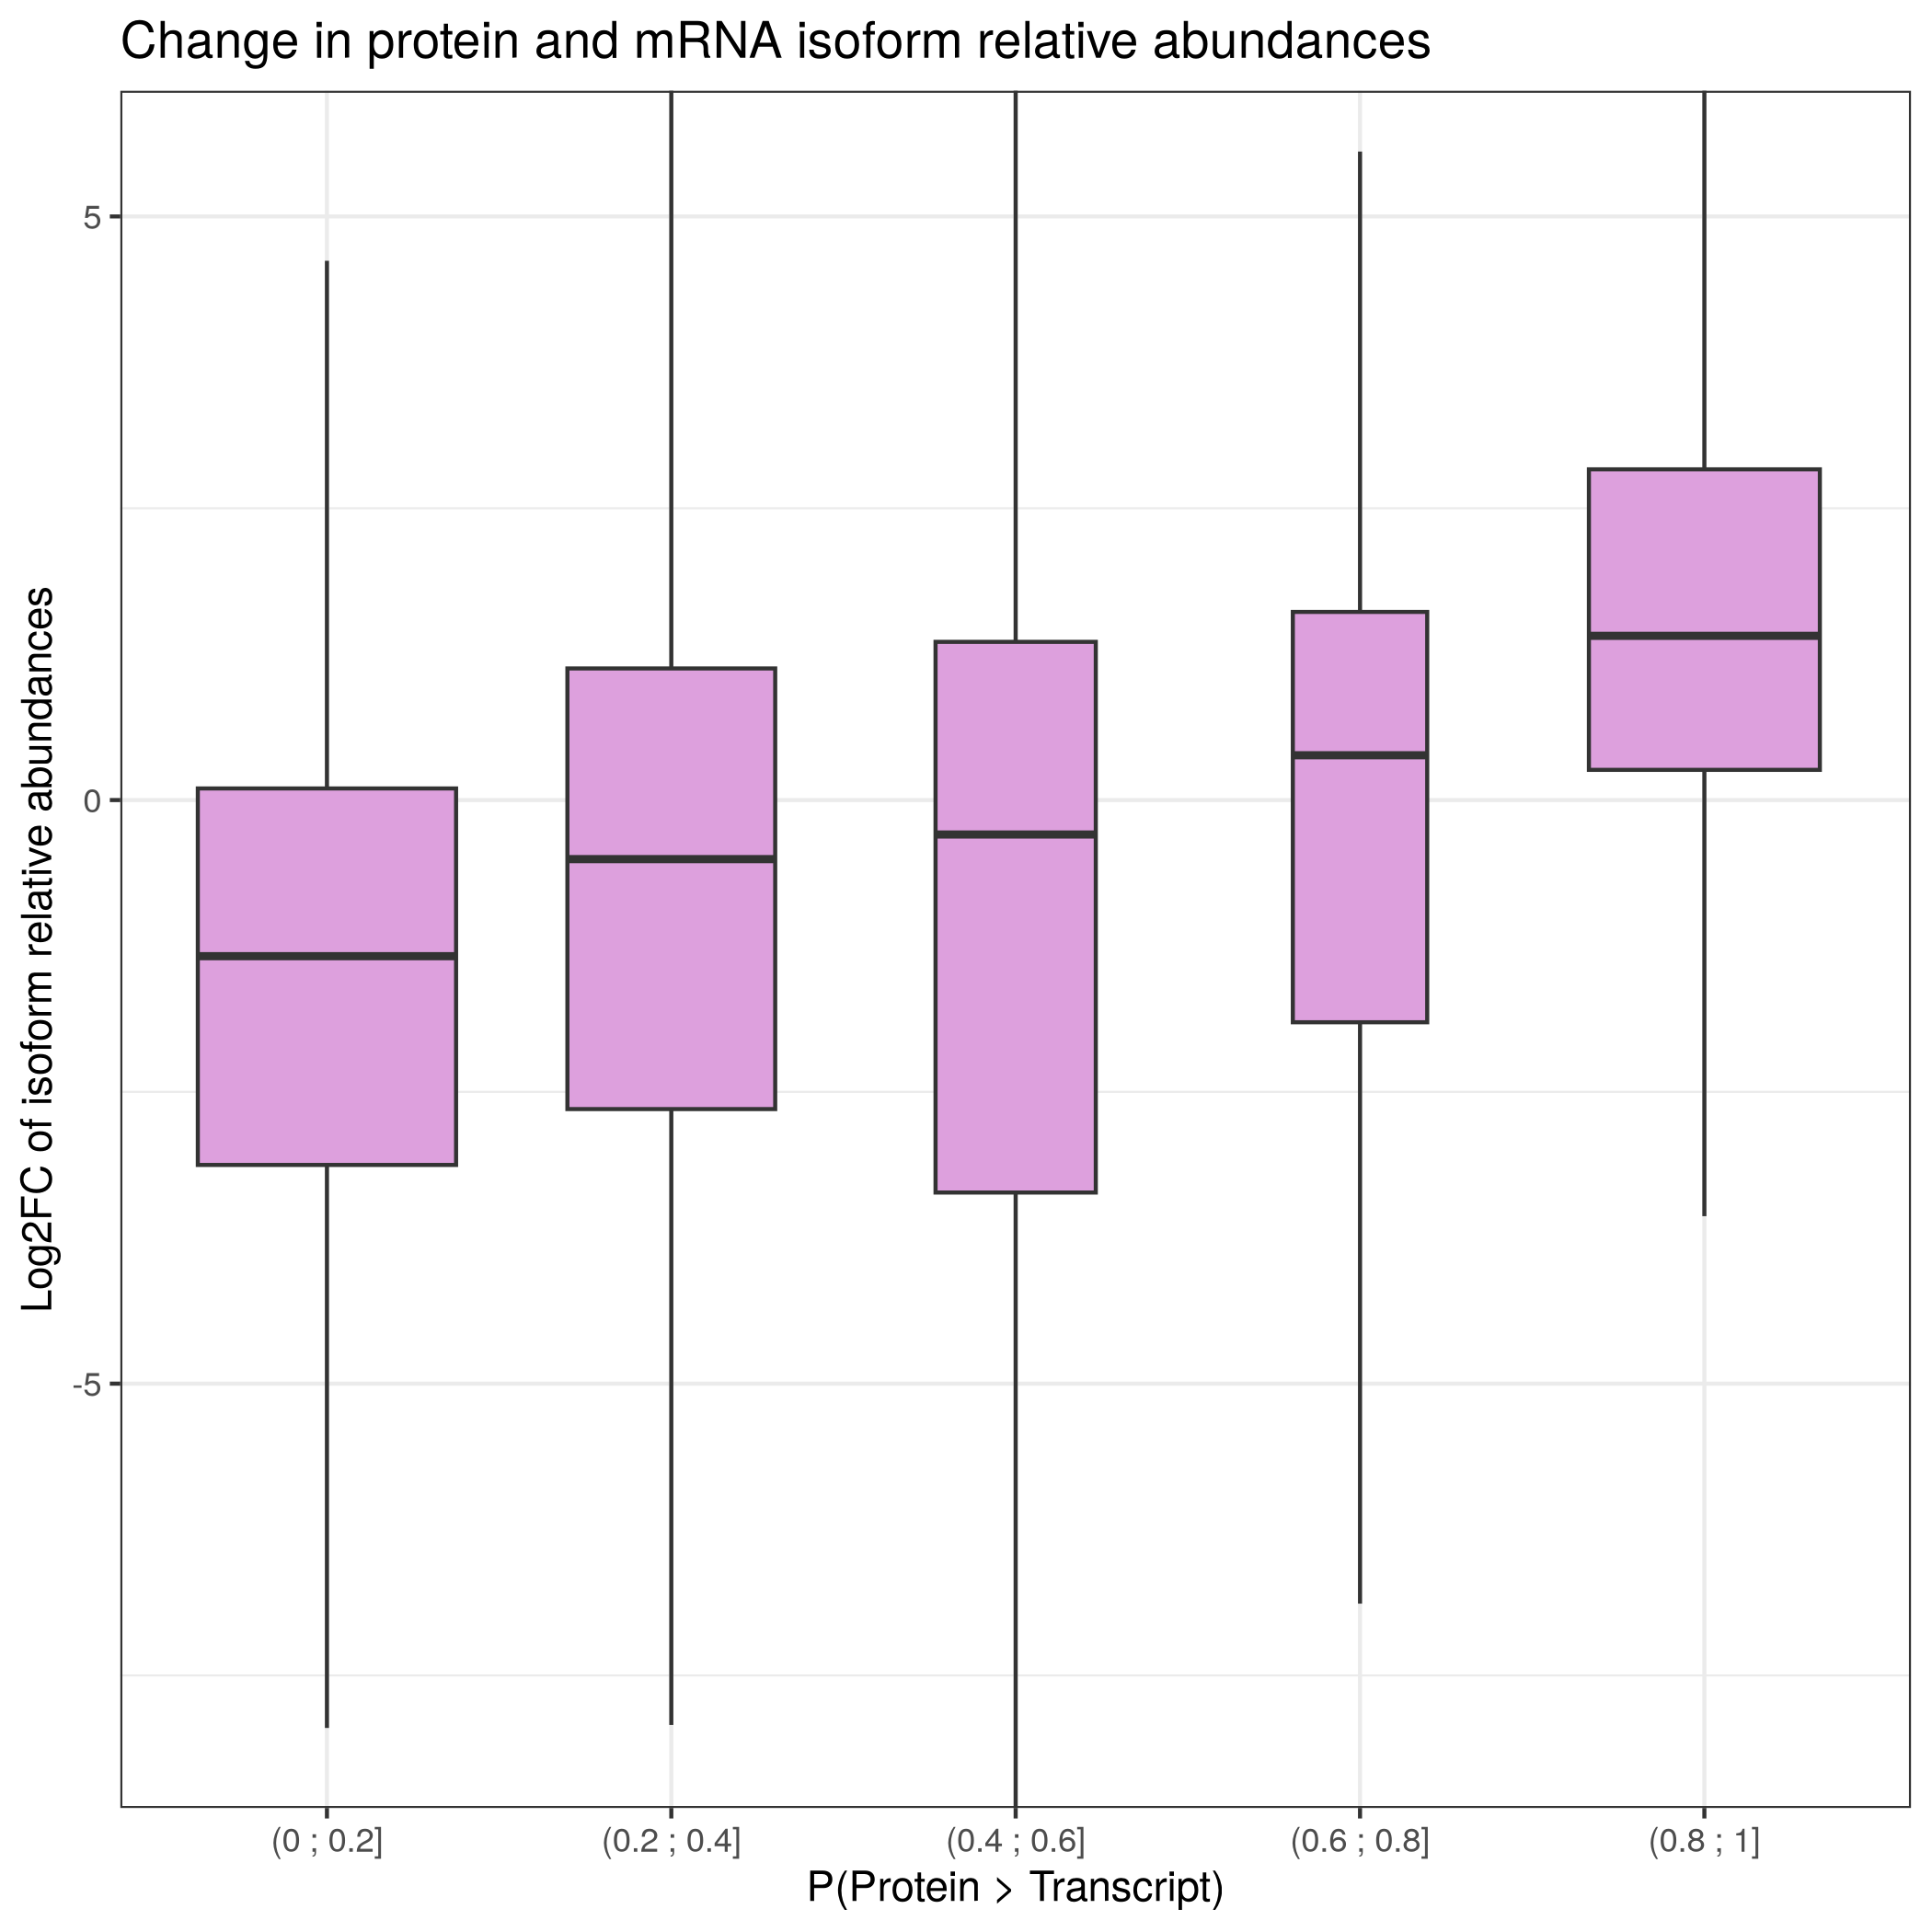 Change in protein and mRNA isoform relative abundances
Log2FC of isoform relative abundances
5
0
-5
(0 ; 0.2]
(0.2 ; 0.4]
(0.4 ; 0.6]
(0.6 ; 0.8]
(0.8 ; 1]
P(Protein > Transcript)